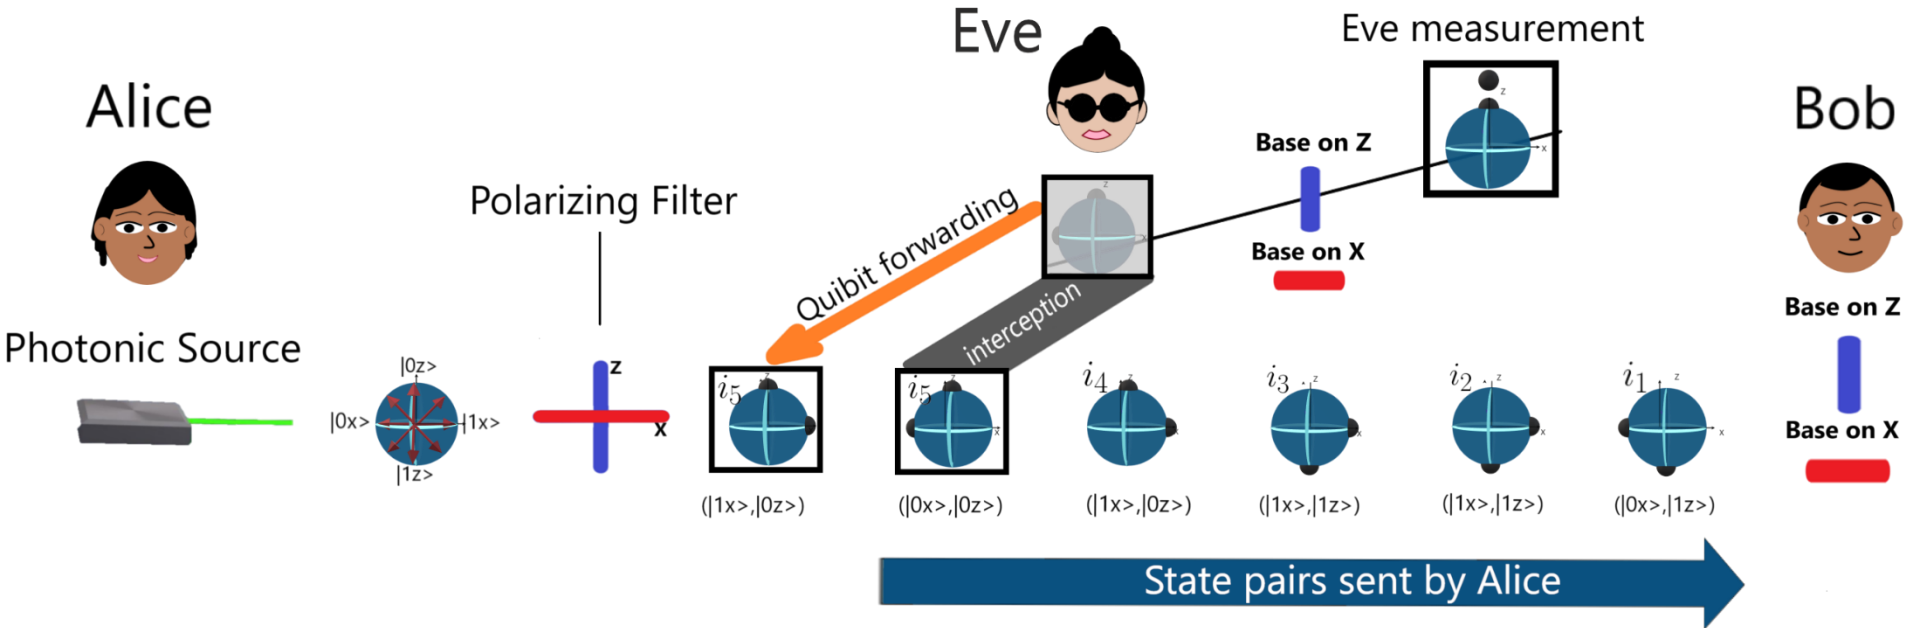 Eve
Eve measurement
Alice
Bob
z
x
Base on Z
Base on X
Polarizing Filter
Quibit forwarding
z
x
interception
Base on Z
Base on X
Photonic Source
|0z>
|0x>
|1x>
|1z>
z
x
i5
z
i5
z
x
i4
z
x
i3
z
x
i2
z
x
i1
z
x
(|1x>,|0z>)
(|0x>,|0z>)
(|1x>,|0z>)
(|1x>,|1z>)
(|1x>,|1z>)
(|0x>,|1z>)
State pairs sent by Alice